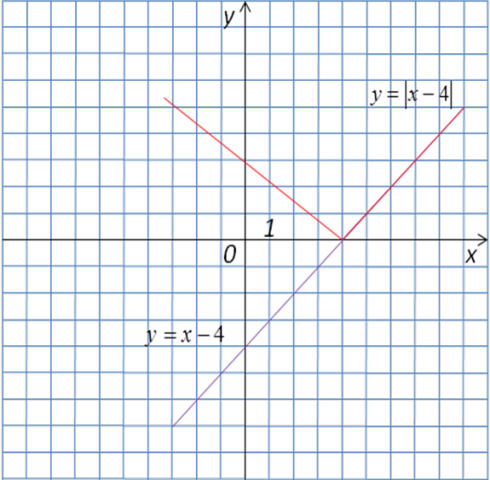 y
y = |x − 4|
1
0
x
y = x − 4